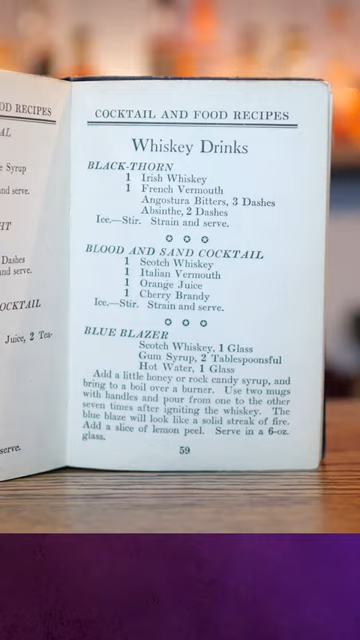 OD RECIPES
AL
e Syrup
nd serve.
HT
Dashes
nd serve.
OCKTAIL
Juice, 2 Tea-
serve.
COCKTAIL AND FOOD RECIPES
Whiskey Drinks
BLACK-THORN
1 Irish Whiskey
1 French Vermouth
Angostura Bitters, 3 Dashes
Absinthe, 2 Dashes
Ice.—Stir. Strain and serve.
BLOOD AND SAND COCKTAIL
1 Scotch Whiskey
1 Italian Vermouth
1 Orange Juice
1 Cherry Brandy
Ice.—Stir. Strain and serve.
BLUE BLAZER
Scotch Whiskey, 1 Glass
Gum Syrup, 2 Tablespoonsful
Hot Water, 1 Glass
Add a little honey or rock candy syrup, and
bring to a boil over a burner. Use two mugs
with handles and pour from one to the other
seven times after igniting the whiskey. The
blue blaze will look like a solid streak of fire.
Add a slice of lemon peel. Serve in a 6-oz.
glass.
59